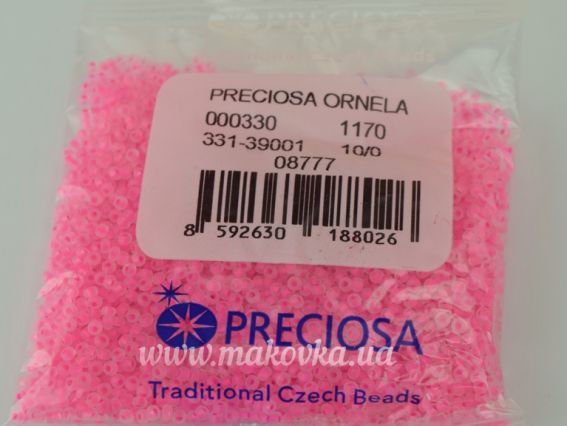 PRECIOSA ORNELA
000330 1170
331-39001 10/0
08777
8 592630 188026
PRECIOSA
www.makovka.ua
Traditional Czech Beads